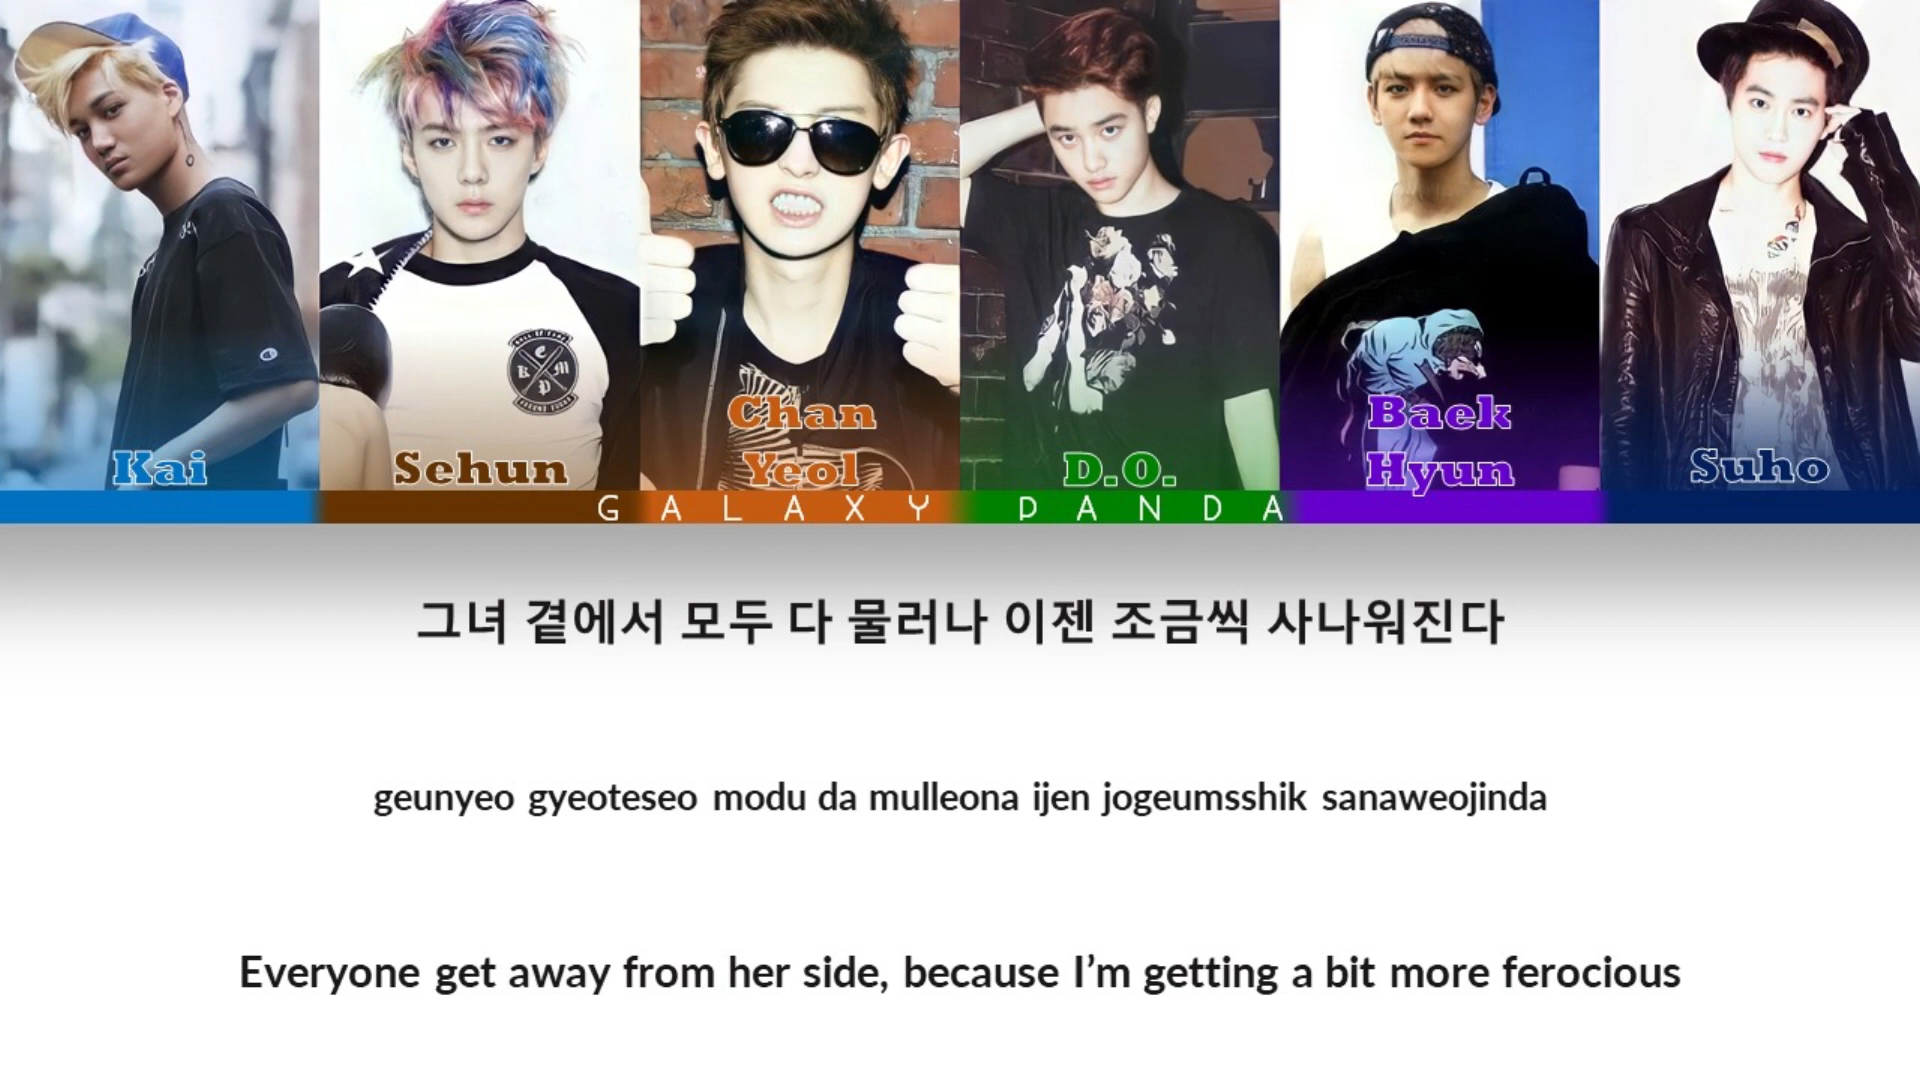 Kai
Sehun
Chan
Yeol
D.O.
Baek
Hyun
Suho
GALAXY PANDA
그녀 곁에서 모두 다 물러나 이젠 조금씩 사나워진다
geunyeo gyeoteseo modu da mulleona ijen jogeumsshik sanaweojinda
Everyone get away from her side, because I’m getting a bit more ferocious